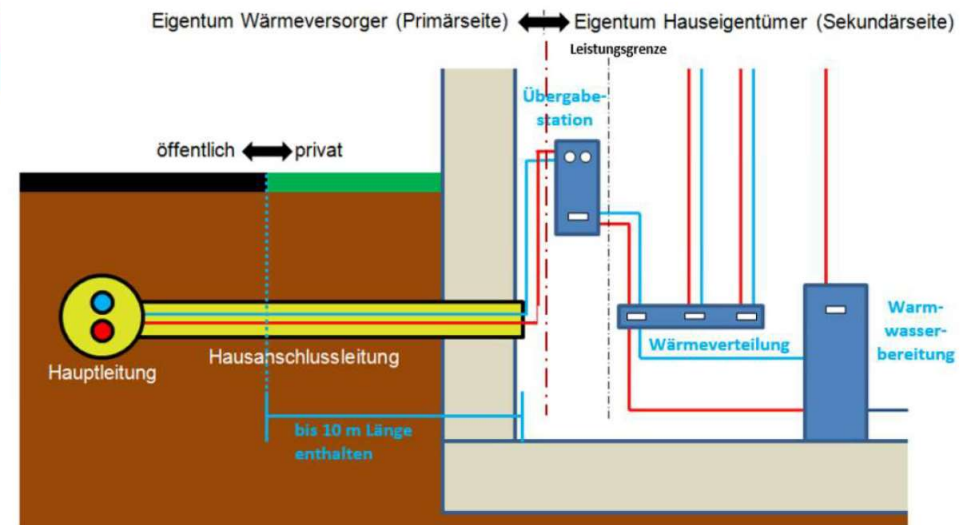 Eigentum Wärmeversorger (Primärseite) Eigentum Hauseigentümer (Sekundärseite)
Leistungsgrenze
Übergabe-
station
öffentlich privat
Hauptleitung
Hausanschlussleitung
Wärmeverteilung
Warm-
wasser-
bereitung
bis 10 m Länge
enthalten